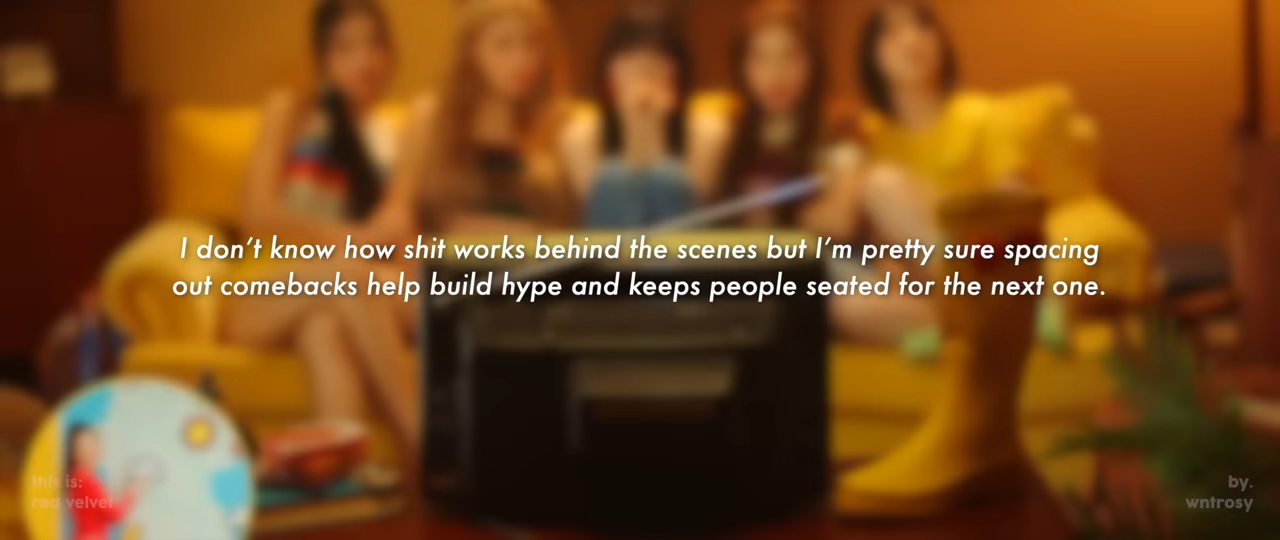 I don’t know how shit works behind the scenes but I’m pretty sure spacing
out comebacks help build hype and keeps people seated for the next one.
this is:
red velvet
by.
wntrosy